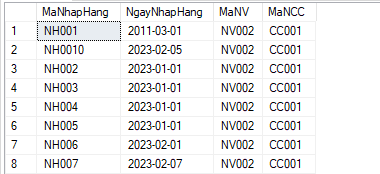 MaNhapHang NgayNhapHang MaNV MaNCC
1 NH001 2011-03-01 NV002 CC001
2 NH0010 2023-02-05 NV002 CC001
3 NH002 2023-01-01 NV002 CC001
4 NH003 2023-01-01 NV002 CC001
5 NH004 2023-01-01 NV002 CC001
6 NH005 2023-01-01 NV002 CC001
7 NH006 2023-02-01 NV002 CC001
8 NH007 2023-02-07 NV002 CC001